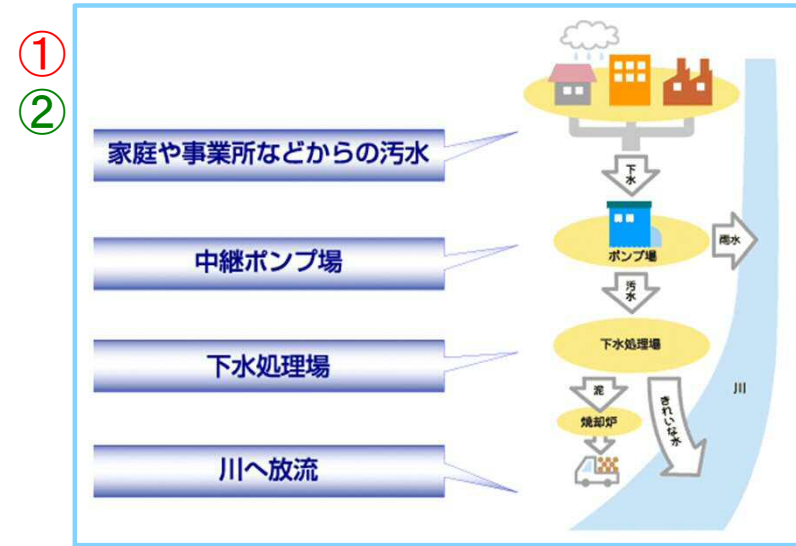 ①
②
家庭や事業所などからの汚水
下水
中継ポンプ場
ポンプ場
雨水
汚水
下水処理場
下水処理場
泥
きれいな水
川
焼却炉
川へ放流